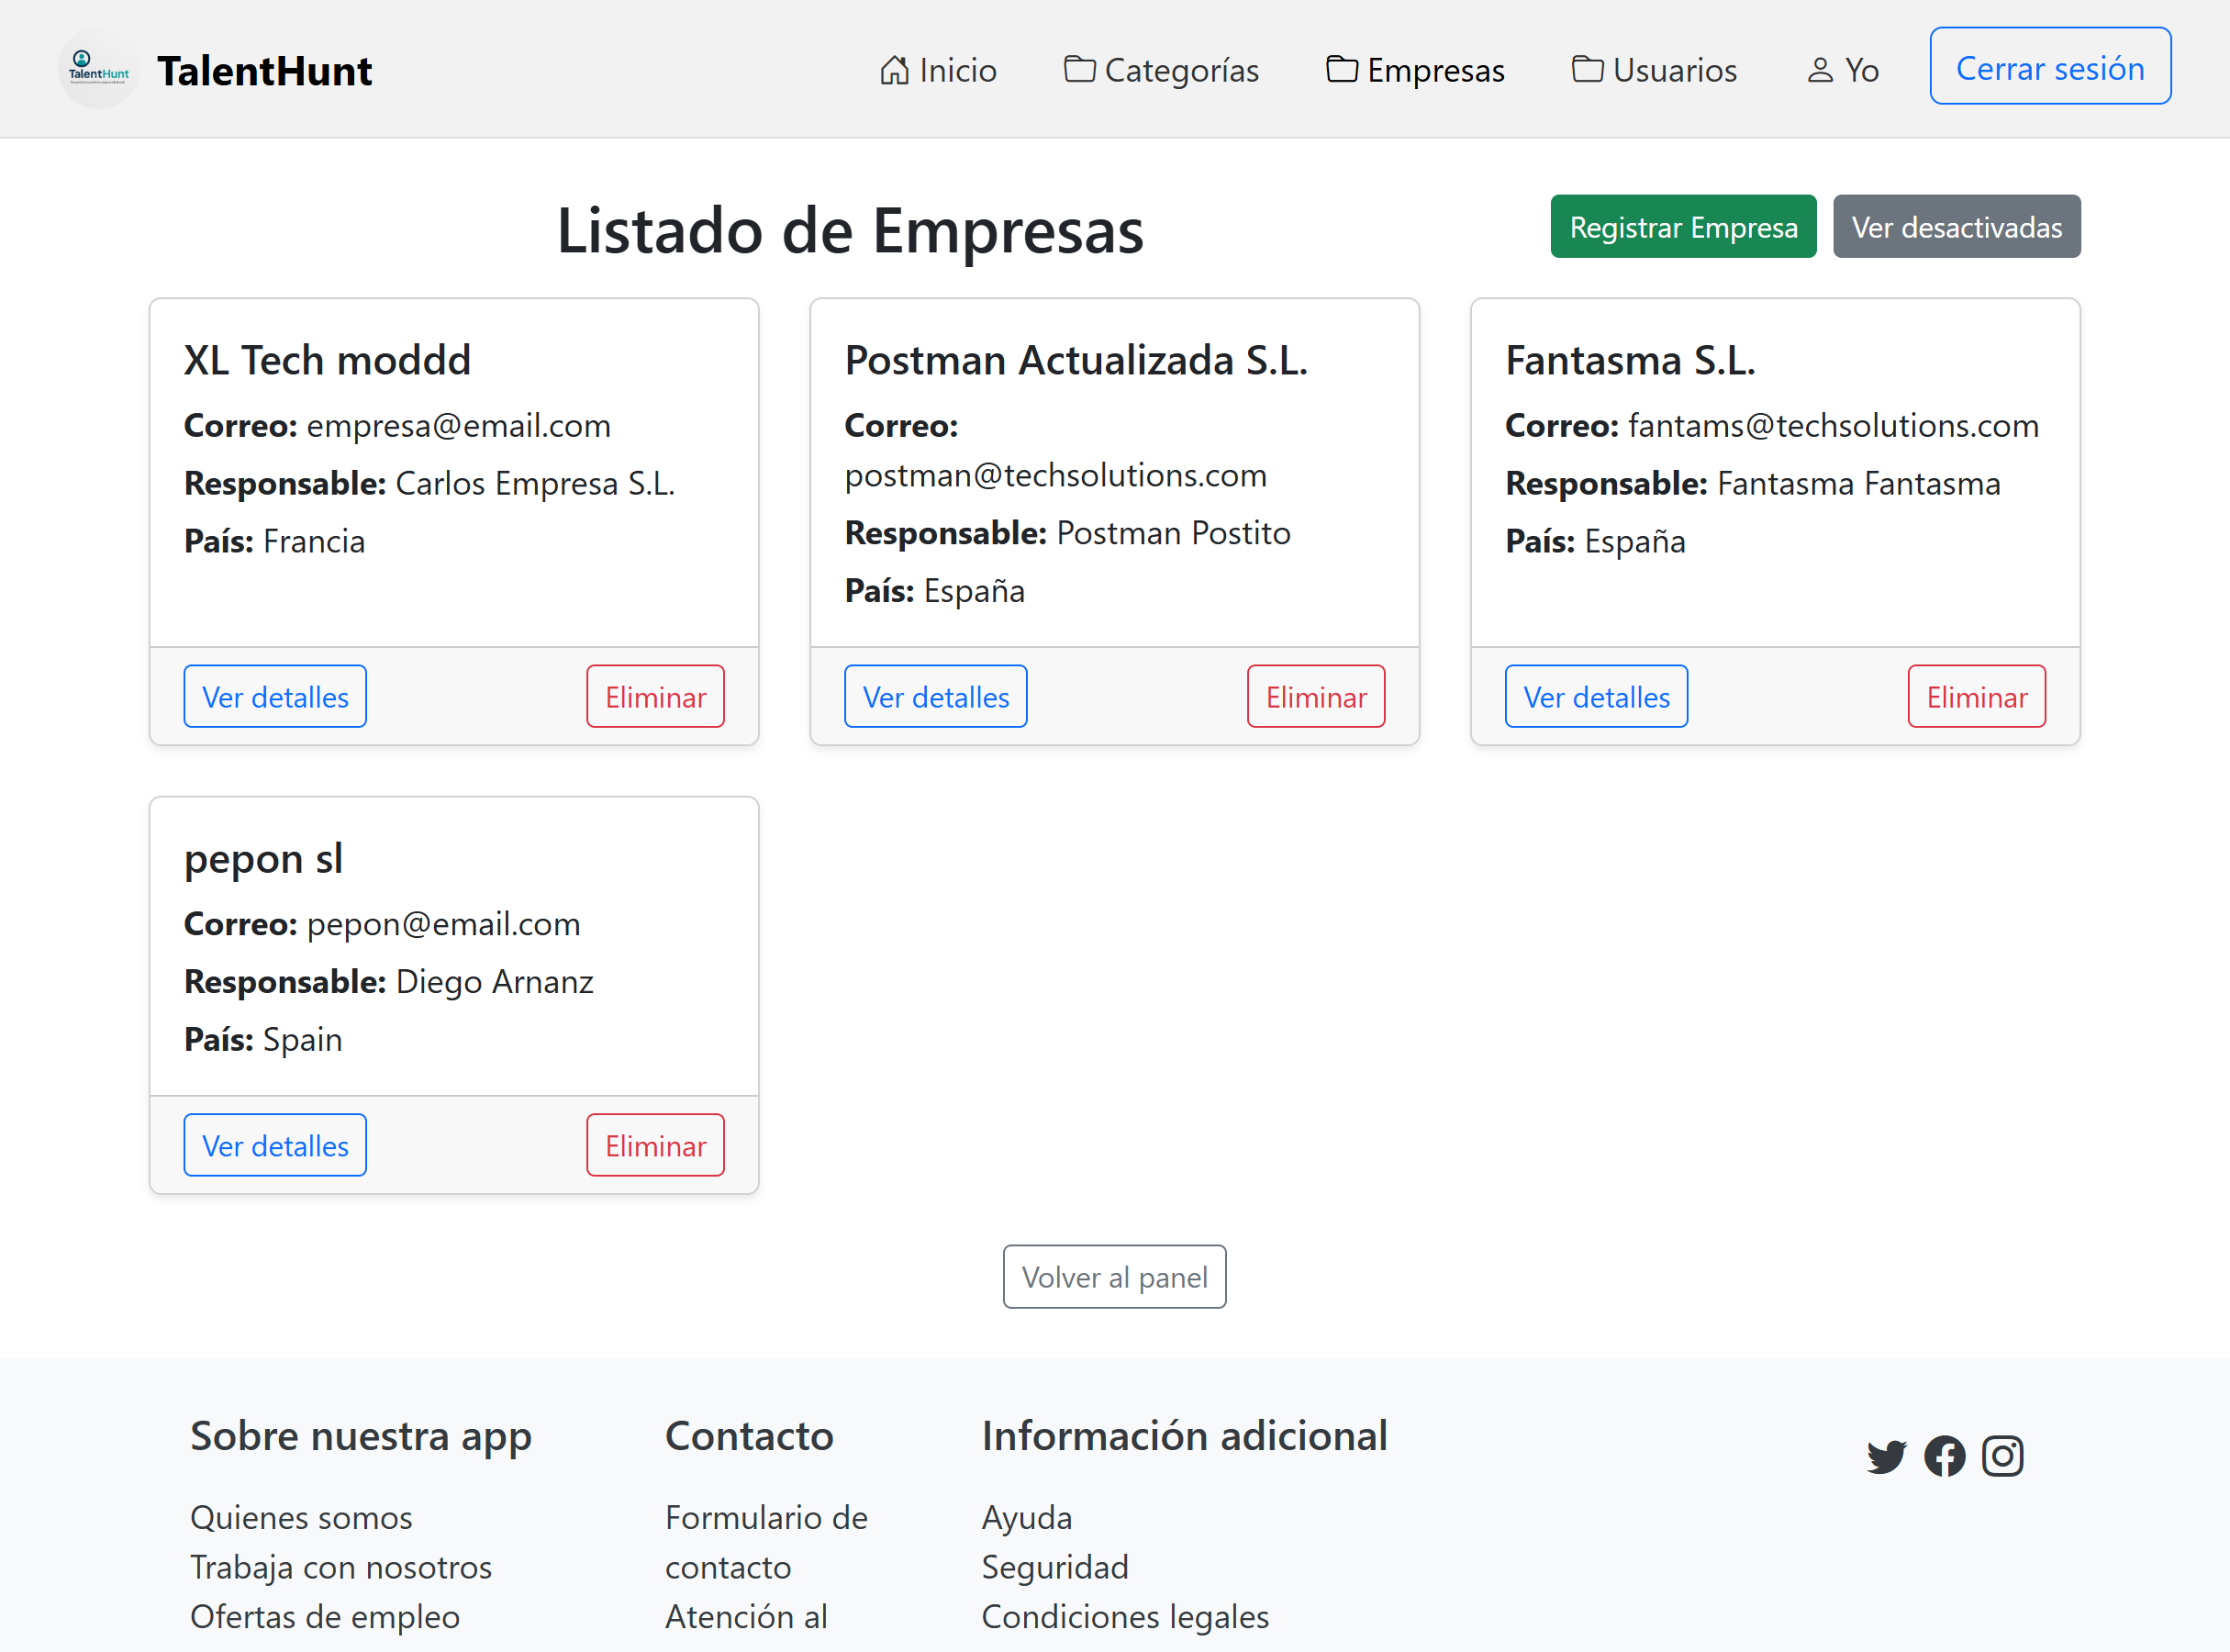 TalentHunt
TalentHunt
Inicio
Categorías
Empresas
Usuarios
Yo
Cerrar sesión
Listado de Empresas
Registrar Empresa
Ver desactivadas
XL Tech moddd
Correo: empresa@email.com
Responsable: Carlos Empresa S.L.
País: Francia
Ver detalles
Eliminar
Postman Actualizada S.L.
Correo:
postman@techsolutions.com
Responsable: Postman Postito
País: España
Ver detalles
Eliminar
Fantasma S.L.
Correo: fantams@techsolutions.com
Responsable: Fantasma Fantasma
País: España
Ver detalles
Eliminar
pepon sl
Correo: pepon@email.com
Responsable: Diego Arnanz
País: Spain
Ver detalles
Eliminar
Volver al panel
Sobre nuestra app
Quienes somos
Trabaja con nosotros
Ofertas de empleo
Contacto
Formulario de
contacto
Atención al
Información adicional
Ayuda
Seguridad
Condiciones legales